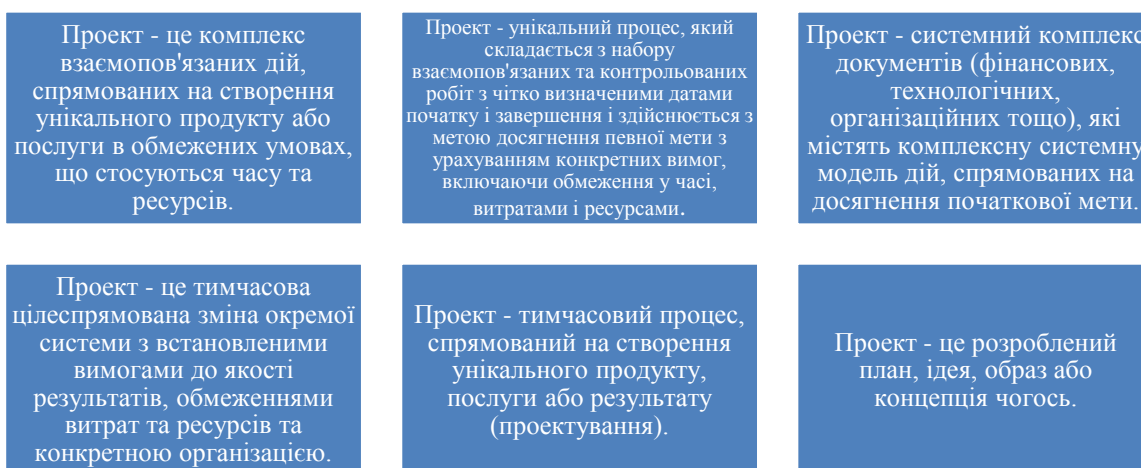 Проект - це комплекс
взаємопов'язаних дій,
спрямованих на створення
унікального продукту або
послуги в обмежених умовах,
що стосуються часу та
ресурсів.
Проект - унікальний процес, який
складається з набору
взаємопов'язаних та контрольованих
робіт з чітко визначеними датами
початку і завершення і здійснюється з
метою досягнення певної мети з
урахуванням конкретних вимог,
включаючи обмеження у часі,
витратами і ресурсами.
Проект - системний комплекс
документів (фінансових,
технологічних,
організаційних тощо), які
містять комплексну системну
модель дій, спрямованих на
досягнення початкової мети.
Проект - це тимчасова
цілеспрямована зміна окремої
системи з встановленими
вимогами до якості
результатів, обмеженнями
витрат та ресурсів та
конкретною організацією.
Проект - тимчасовий процес,
спрямований на створення
унікального продукту,
послуги або результату
(проектування).
Проект - це розроблений
план, ідея, образ або
концепція чогось.